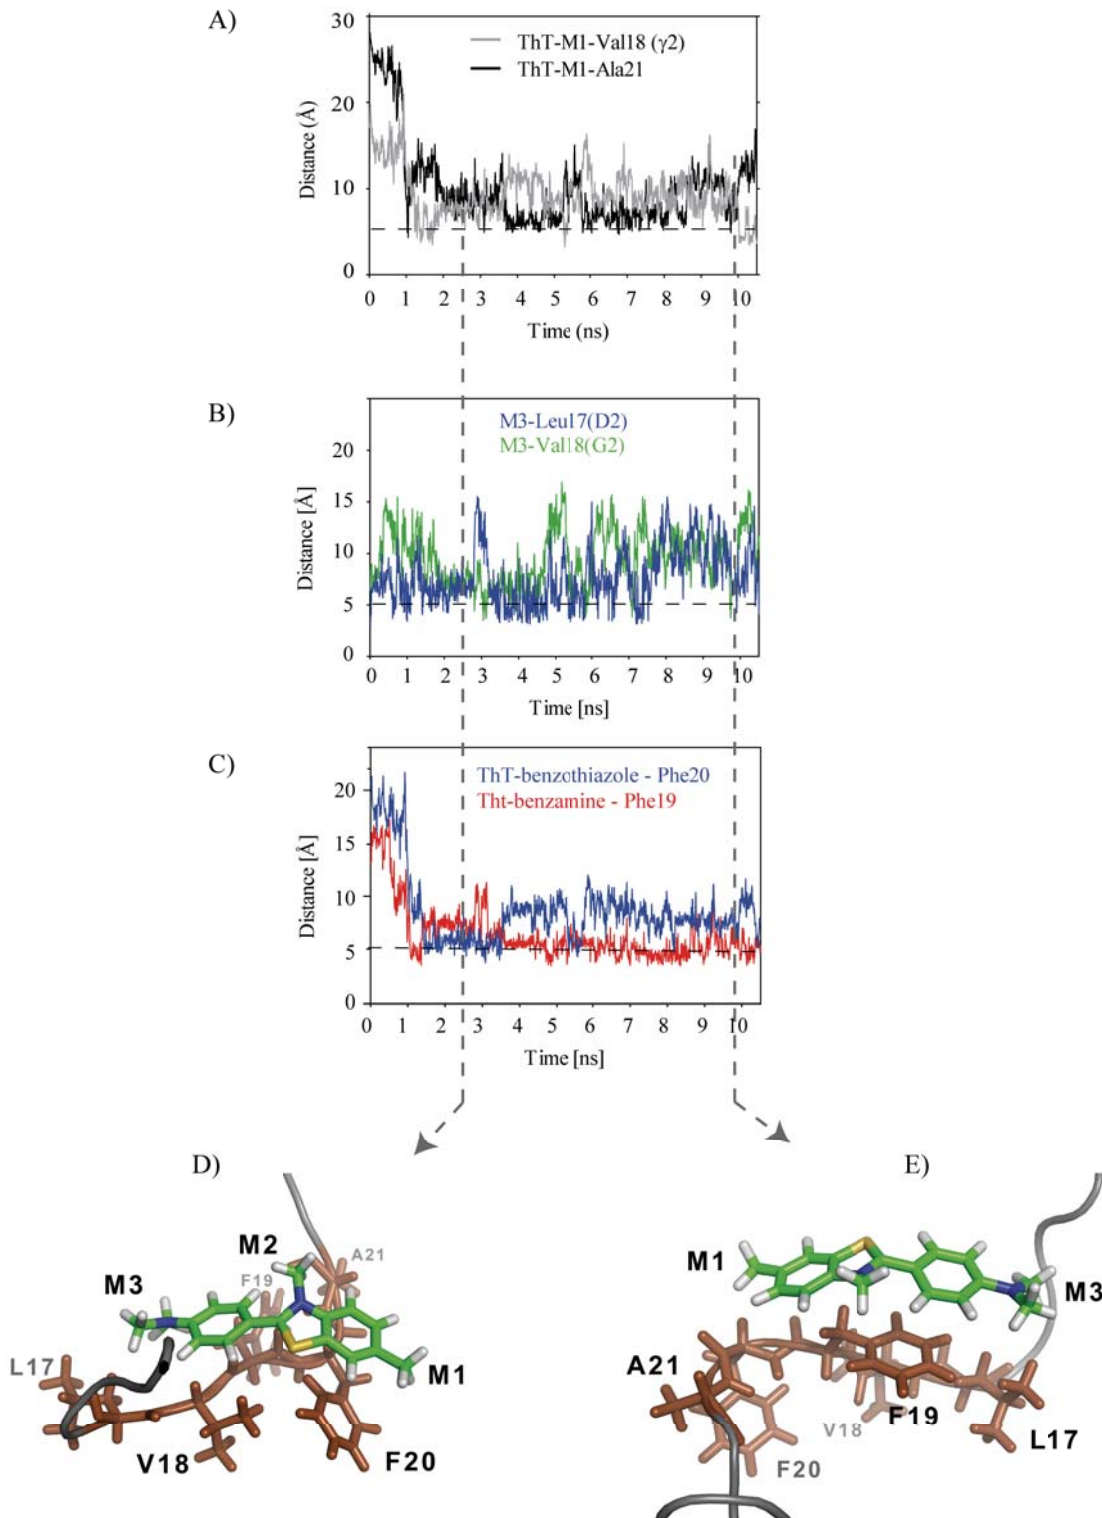 A)
30
20
10
0
Distance (Å)
ThT-M1-Val18 (γ2)
ThT-M1-Ala21
0 1 2 3 4 5 6 7 8 9 10
Time (ns)
B)
20
15
10
5
0
Distance [Å]
M3-Leu17(D2)
M3-Val18(G2)
0 1 2 3 4 5 6 7 8 9 10
Time [ns]
C)
20
15
10
5
0
Distance [Å]
ThT-benzothiazole - Phe20
Tht-benzamine - Phe19
0 1 2 3 4 5 6 7 8 9 10
Time [ns]
D)
M2
A21
M3
F19
L17
M1
V18
F20
E)
M1
M3
A21
F19
V18
L17
F20